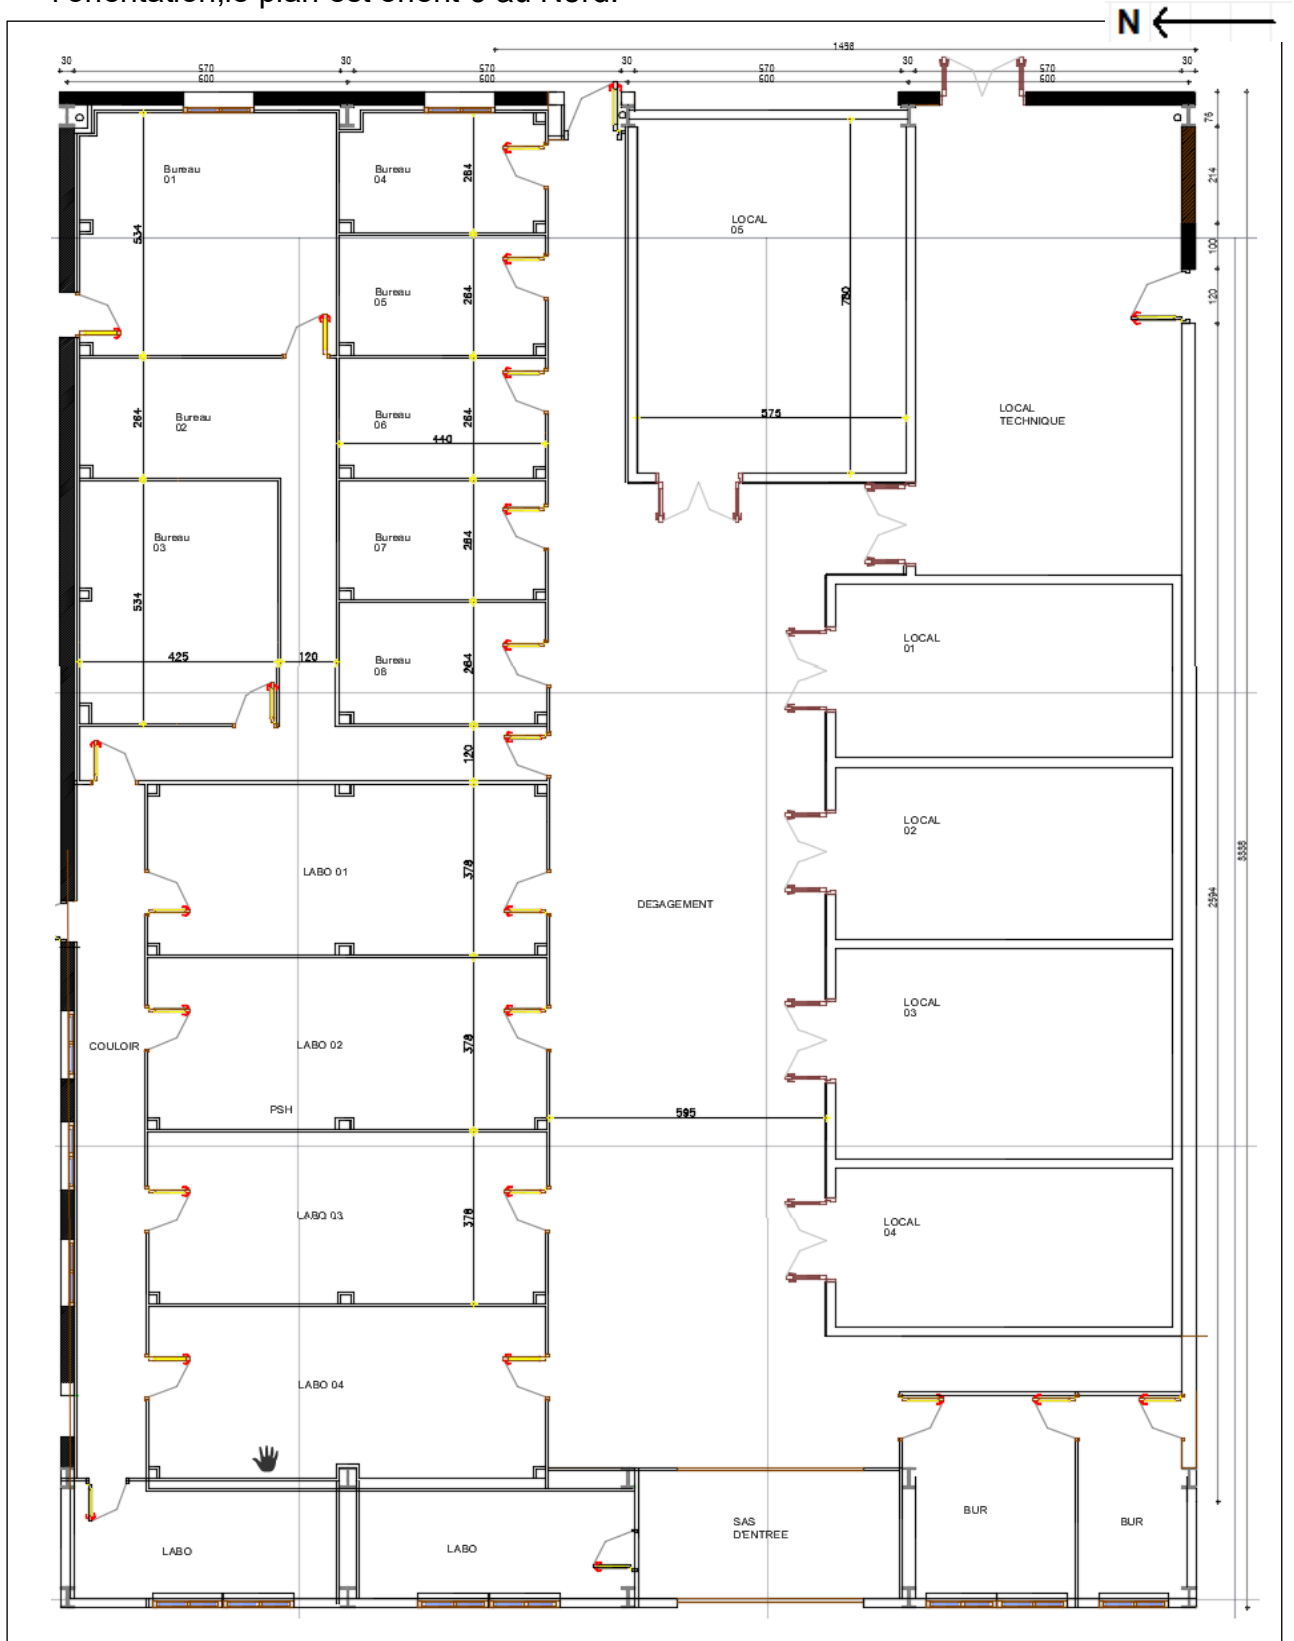 l'orientation,le plan est orient é au Nord.
N
1498
30 570 30 570 30 570 30 570 30
600 600 600 600
75
214
100
120
Bureau
01
Bureau
04
264
534
LOCAL
05
Bureau
05
264
780
Bureau
02
264
Bureau
06
264
440
575
LOCAL
TECHNIQUE
Bureau
03
534
Bureau
07
264
425
120
Bureau
08
264
LOCAL
01
120
LABO 01
378
LOCAL
02
DEGAGEMENT
2594
COULOIR
LABO 02
378
LOCAL
03
PSH
595
LABO 03
378
LOCAL
04
LABO 04
LABO
LABO
SAS
D'ENTREE
BUR
BUR